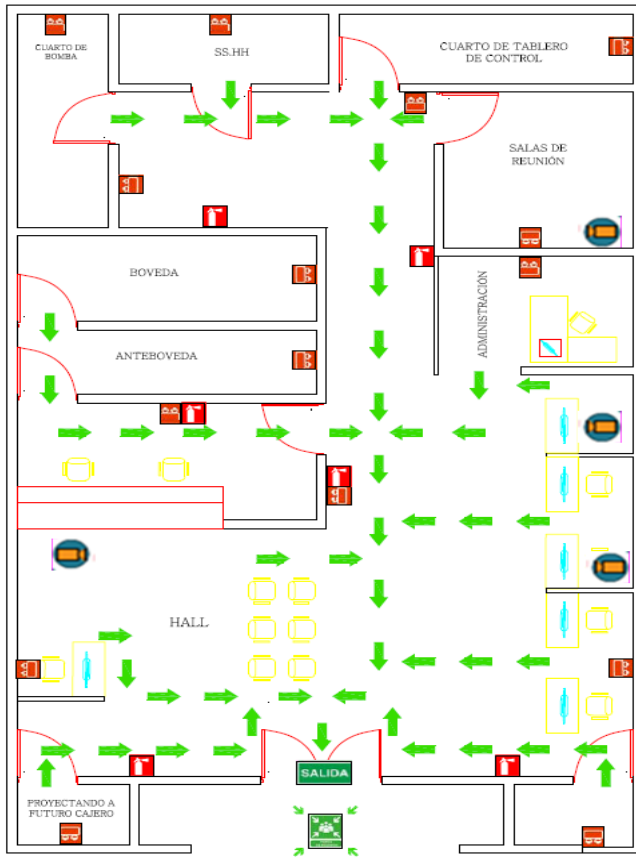 CUARTO DE
BOMBA
SS.HH
CUARTO DE TABLERO
DE CONTROL
SALAS DE
REUNIÓN
BOVEDA
ADMINISTRACIÓN
ANTEBOVEDA
HALL
SALIDA
PROYECTANDO A
FUTURO CAJERO